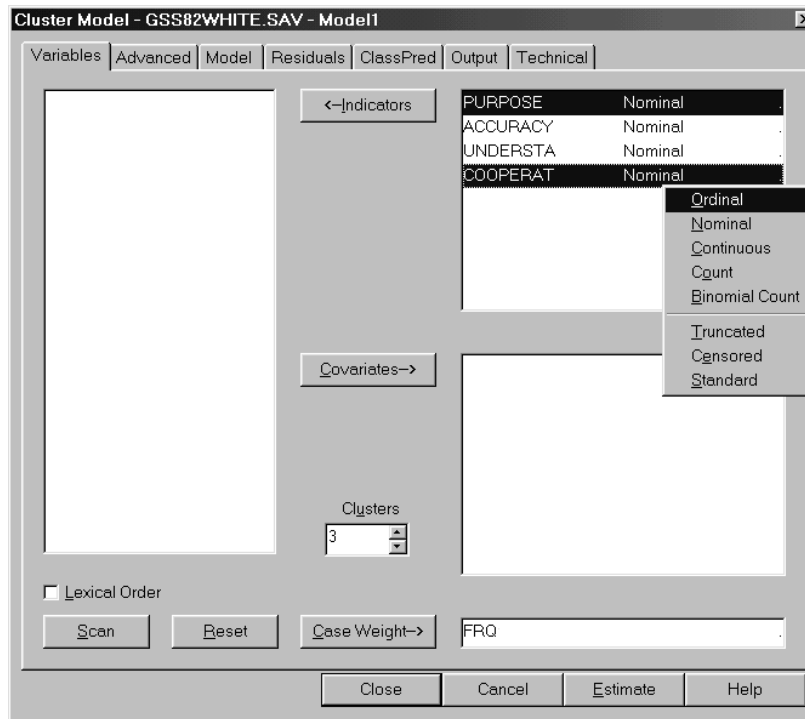 Cluster Model - GSS82WHITE.SAV - Model1
Variables Advanced Model Residuals ClassPred Output Technical
<--Indicators
PURPOSE Nominal .
ACCURACY Nominal .
UNDERSTA Nominal .
COOPERAT Nominal .
Ordinal
Nominal
Continuous
Count
Binomial Count
Truncated
Censored
Standard
Covariates-->
Clusters
3
Lexical Order
Scan Reset Case Weight--> FRQ .
Close Cancel Estimate Help